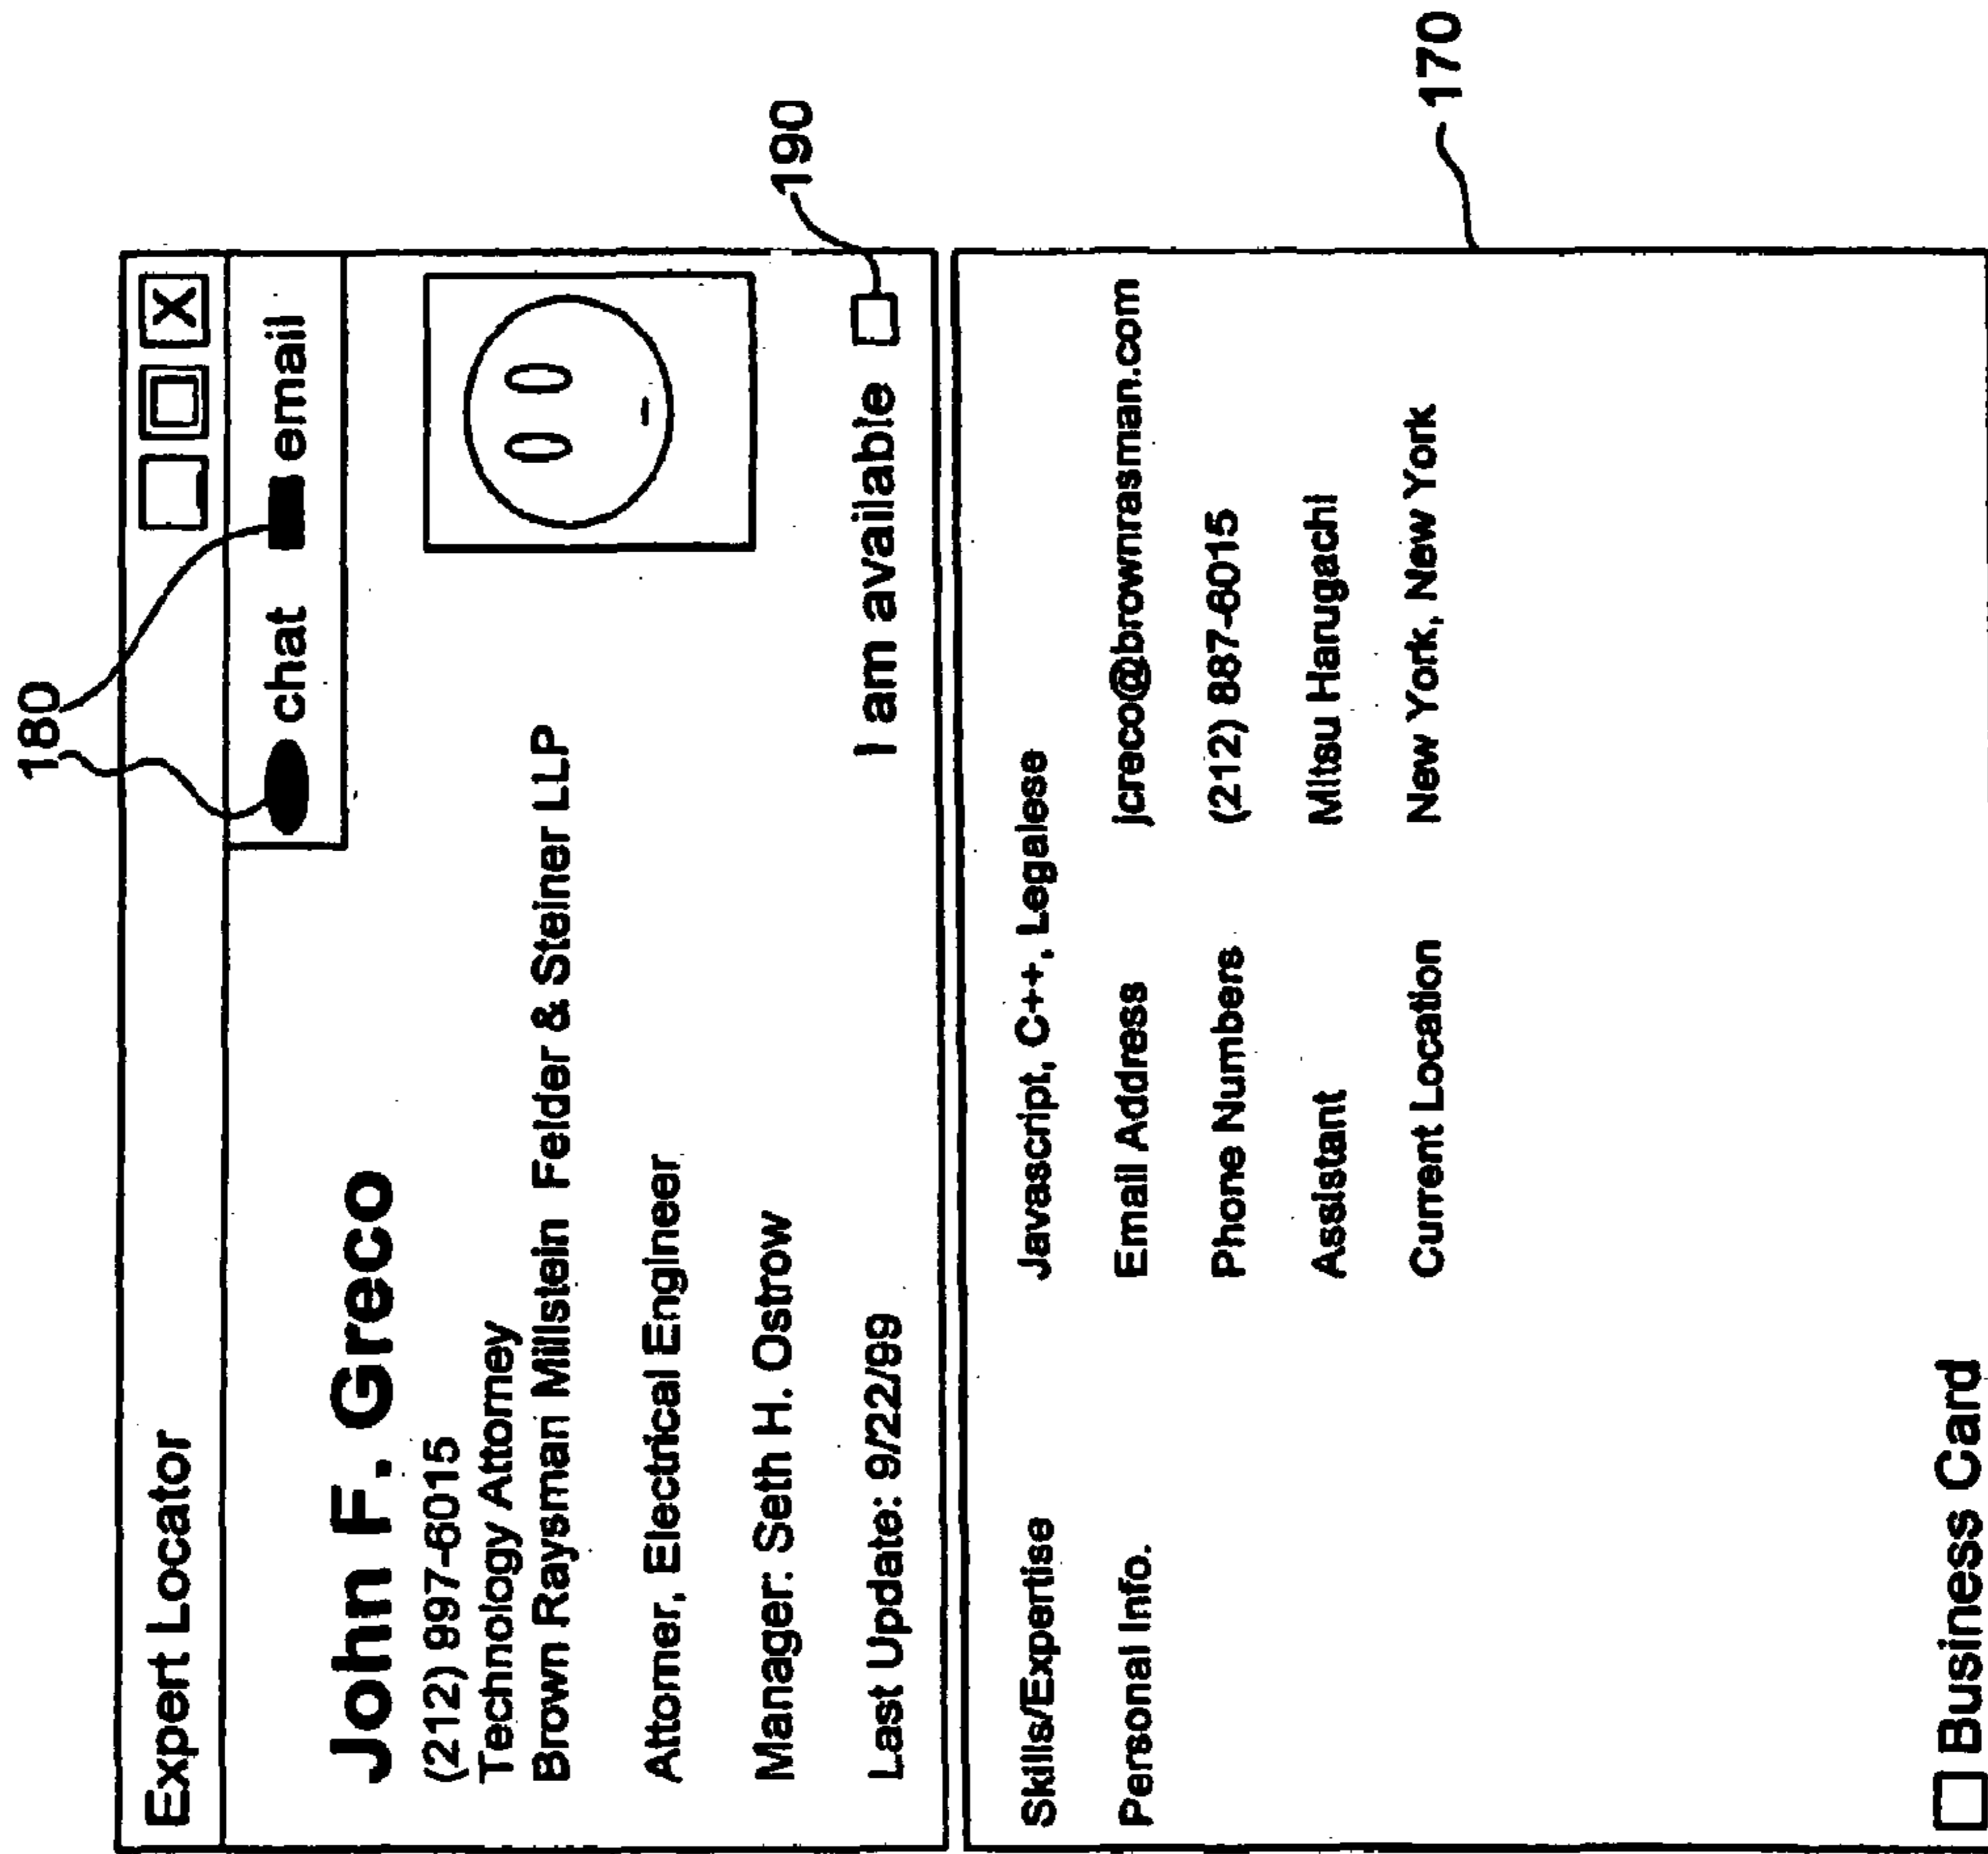 180
Expert Locator
chat email
John F. Greco
(212) 997-6015
Technology Attorney
Brown Raysman Millstein Felder & Steiner LLP
Attorner, Electrical Engineer
Manager: Seth H. Ostrow
Last Update: 9/22/99 I am available
190
Skills/Expertise Javascript, C++, Legalese
Personal Info. Email Address jcreco@brownrasman.com
Phone Numbers (212) 887-6015
Assistant Mitsu Harugachi
Current Location New York, New York
170
Business Card